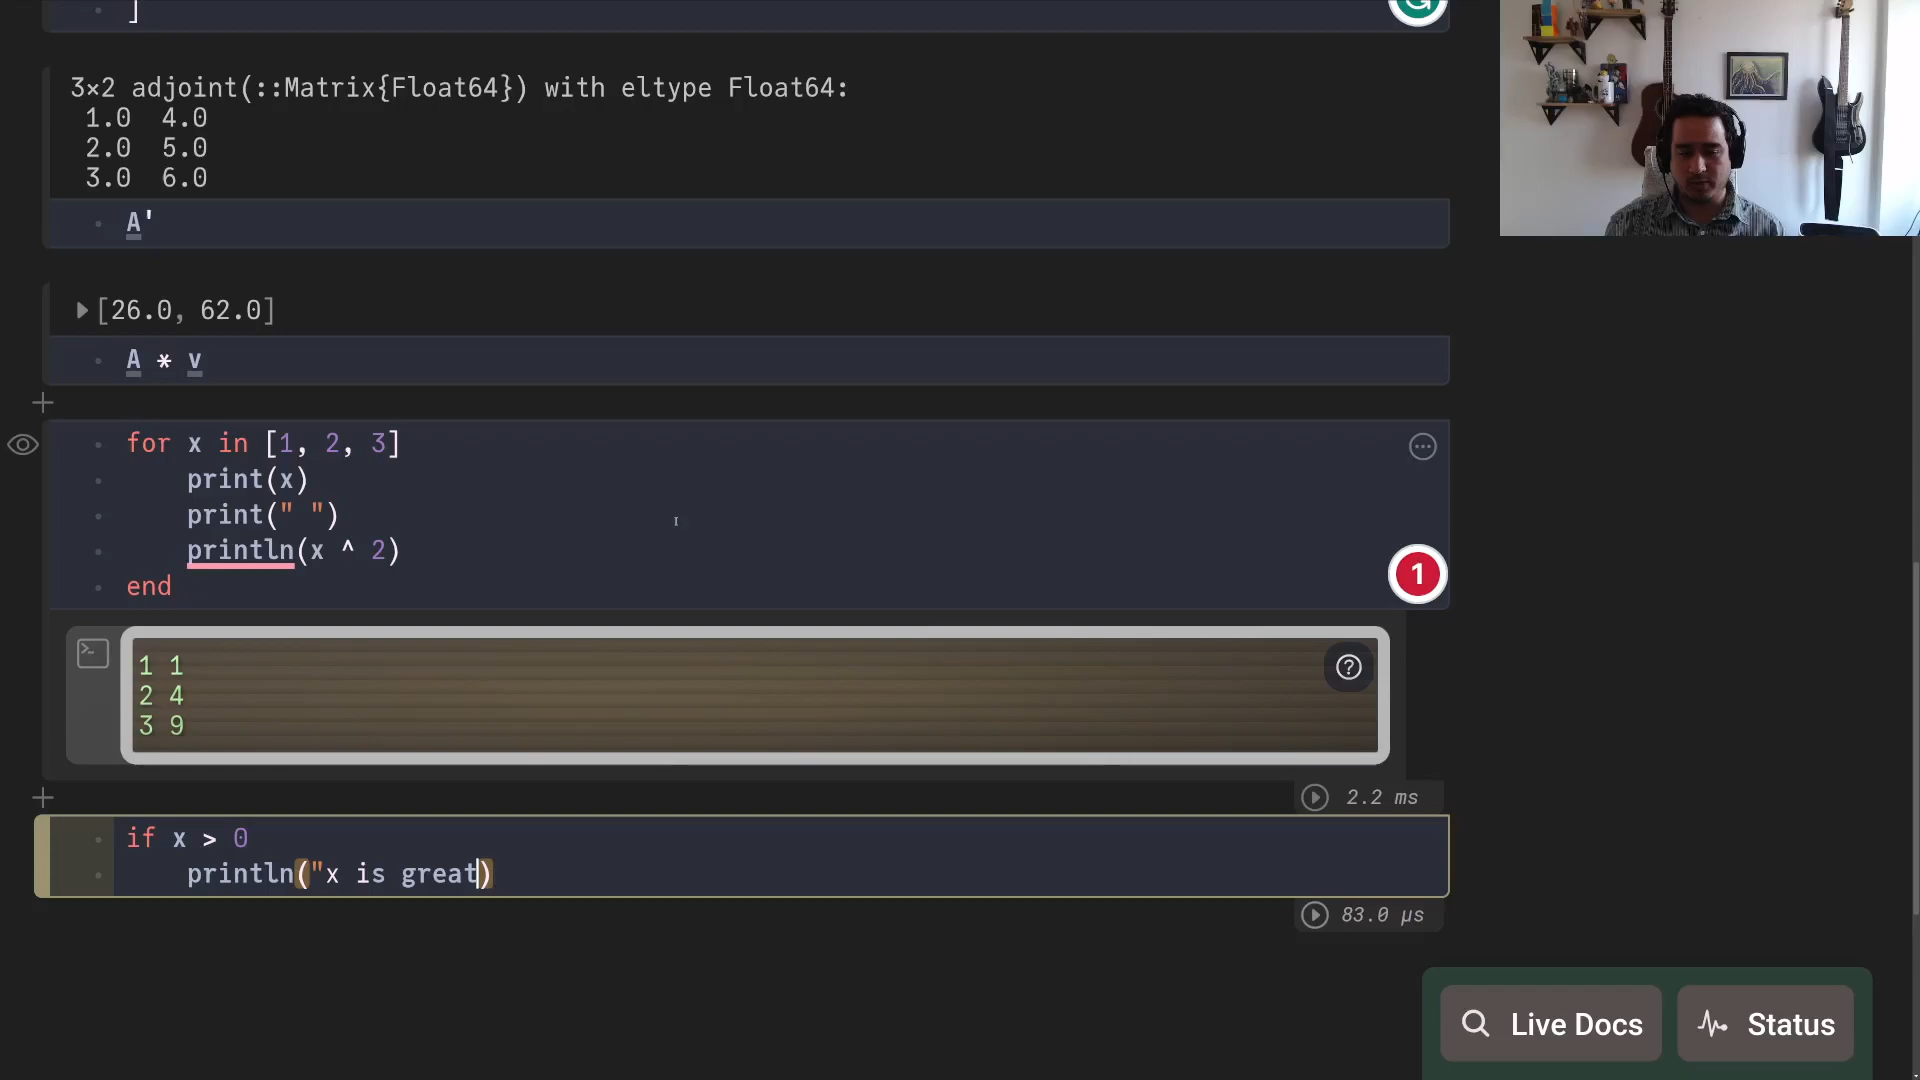 ]
3×2 adjoint(::Matrix{Float64}) with eltype Float64:
1.0 4.0
2.0 5.0
3.0 6.0
A'
[26.0, 62.0]
A * v
for x in [1, 2, 3]
print(x)
print(" ")
println(x ^ 2)
end
1
1 1
2 4
3 9
2.2 ms
if x > 0
println("x is great)
83.0 μs
Live Docs
Status